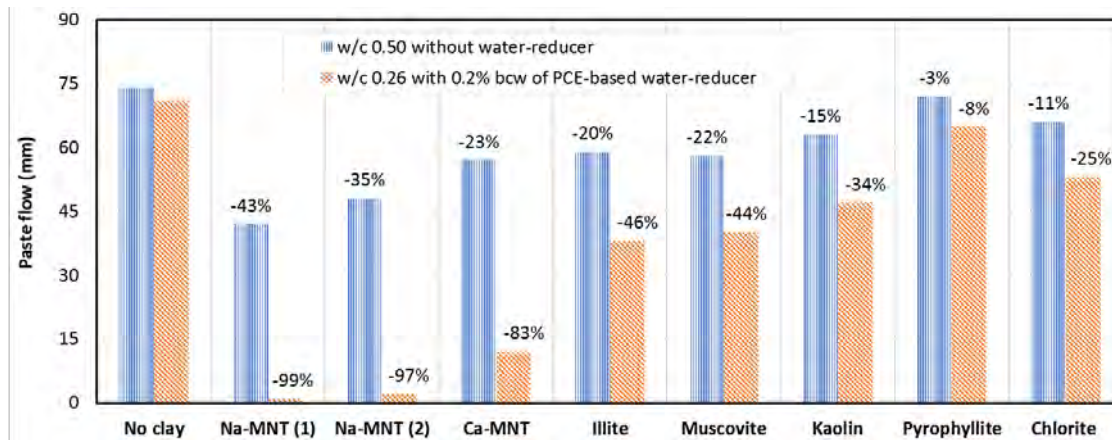 90
75
60
45
30
15
0
Paste flow (mm)
w/c 0.50 without water-reducer
w/c 0.26 with 0.2% bcw of PCE-based water-reducer
-43%
-99%
-35%
-97%
-23%
-83%
-20%
-46%
-22%
-44%
-15%
-34%
-3%
-8%
-11%
-25%
No clay
Na-MNT (1)
Na-MNT (2)
Ca-MNT
Illite
Muscovite
Kaolin
Pyrophyllite
Chlorite